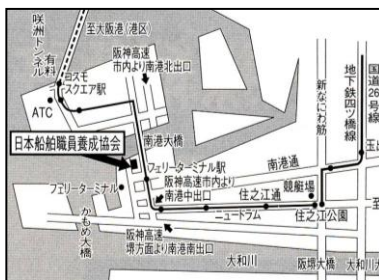 至大阪港(港区)
咲洲トンネル
有料
コスモ
スクエア駅
ATC
阪神高速
市内より南港北出口
南港大橋
日本船舶職員養成協会
フェリーターミナル駅
阪神高速市内より
南港中出口
フェリーターミナル
かもめ大橋
阪神高速
堺方面より南港南出口
ニュートラム
南港通
住之江通
競艇場
住之江公園
新なにわ筋
地下鉄四ツ橋線
国道26号線
玉出
至
大和川
阪堺大橋
大和川大